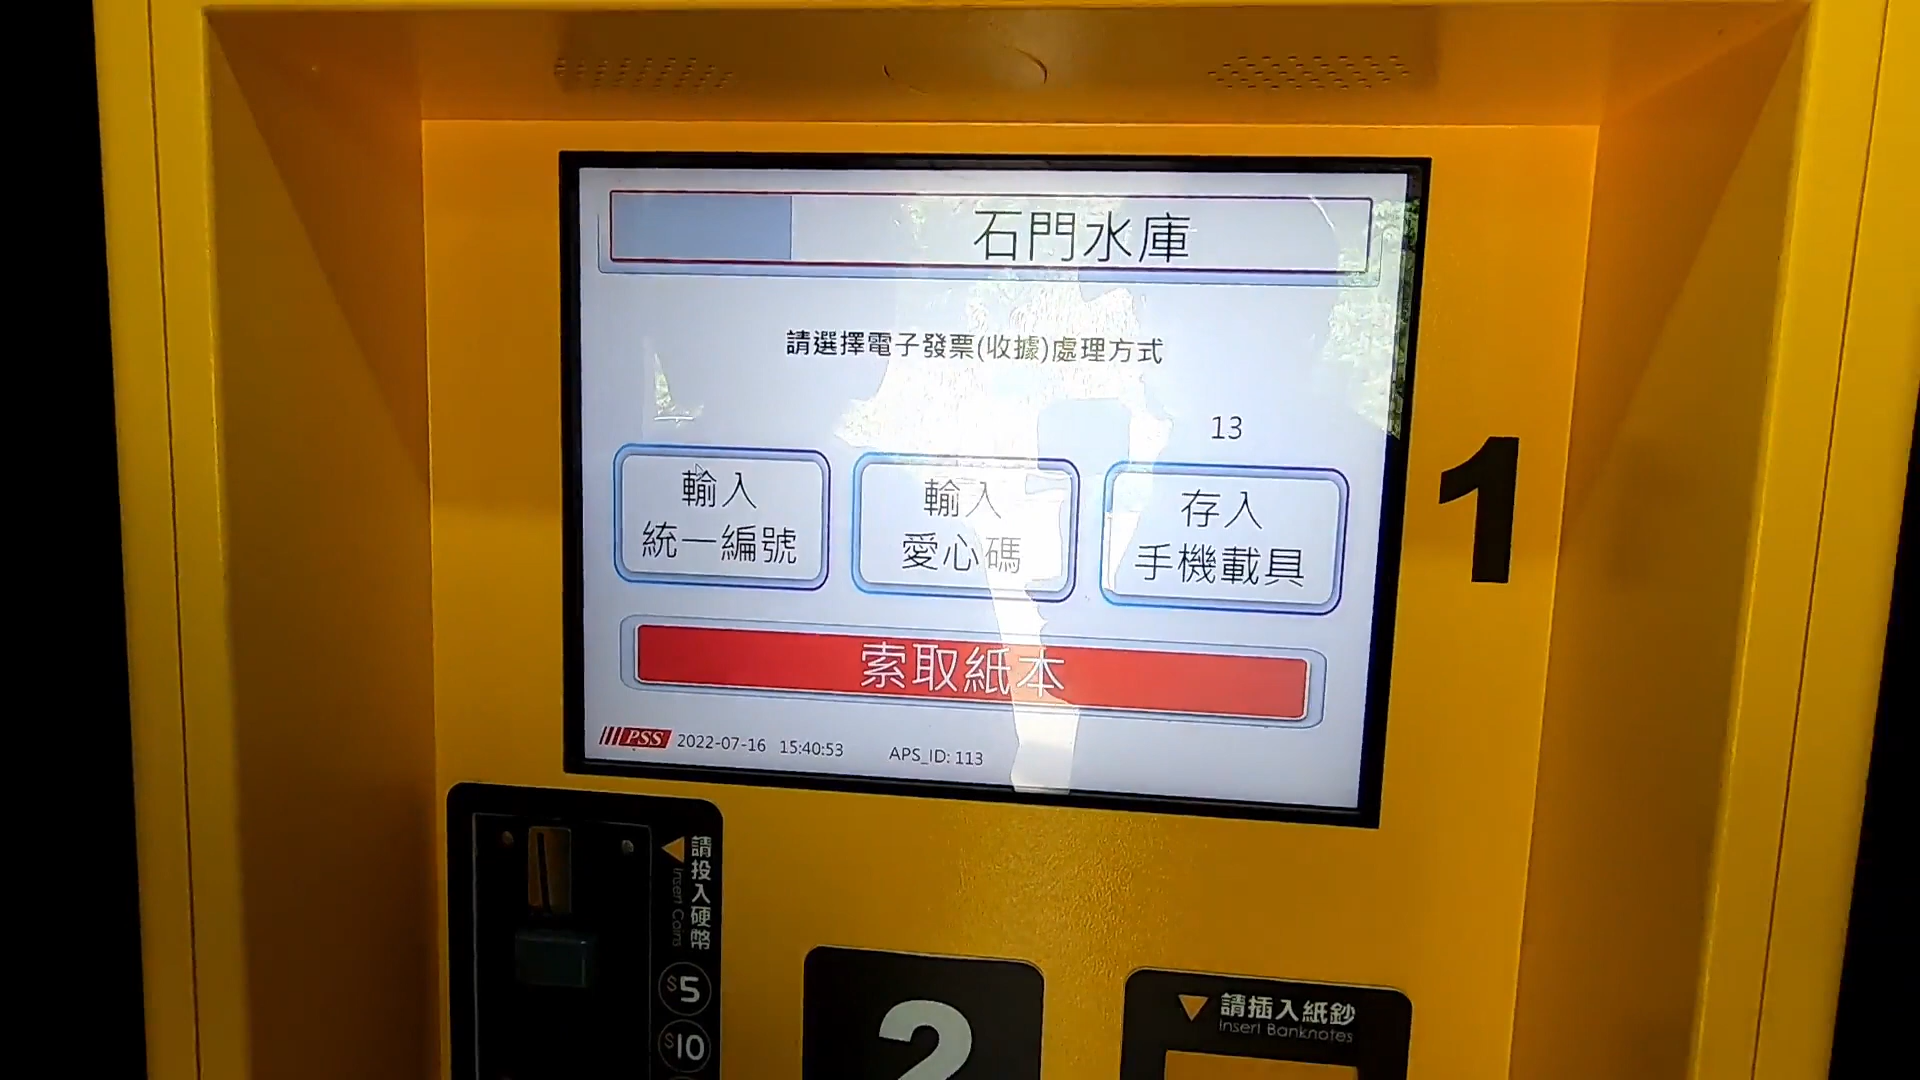 石門水庫
請選擇電子發票(收據)處理方式
13
輸入
統一編號
輸入
愛心碼
存入
手機載具
索取紙本
PSS 2022-07-16 15:40:53 APS_ID: 113
1
請投入硬幣
Insert Coins
$5
$10
2
請插入紙鈔
Insert Banknotes